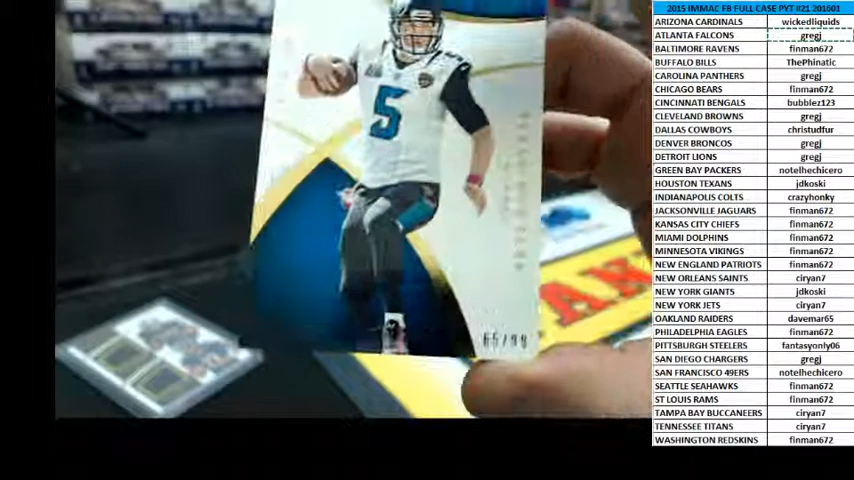 2015 IMMAC FB FULL CASE PYT #21 201601
ARIZONA CARDINALS wickedliquids
ATLANTA FALCONS gregj
BALTIMORE RAVENS finman672
BUFFALO BILLS ThePhinatic
CAROLINA PANTHERS gregj
CHICAGO BEARS finman672
CINCINNATI BENGALS bubblez123
CLEVELAND BROWNS gregj
DALLAS COWBOYS christudfur
DENVER BRONCOS gregj
DETROIT LIONS gregj
GREEN BAY PACKERS notelhechicero
HOUSTON TEXANS jdkoski
INDIANAPOLIS COLTS crazyhonky
JACKSONVILLE JAGUARS finman672
KANSAS CITY CHIEFS finman672
MIAMI DOLPHINS finman672
MINNESOTA VIKINGS finman672
NEW ENGLAND PATRIOTS finman672
NEW ORLEANS SAINTS ciryan7
NEW YORK GIANTS jdkoski
NEW YORK JETS ciryan7
OAKLAND RAIDERS davemar65
PHILADELPHIA EAGLES finman672
PITTSBURGH STEELERS fantasyonly06
SAN DIEGO CHARGERS gregj
SAN FRANCISCO 49ERS notelhechicero
SEATTLE SEAHAWKS finman672
ST LOUIS RAMS finman672
TAMPA BAY BUCCANEERS ciryan7
TENNESSEE TITANS ciryan7
WASHINGTON REDSKINS finman672
5
65/99